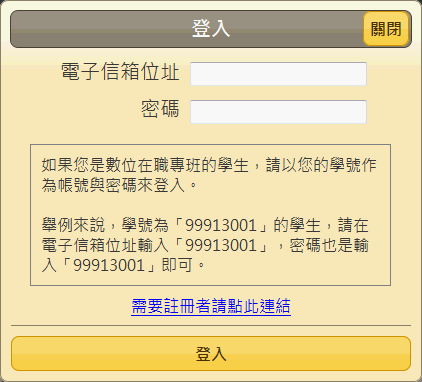 登入
關閉
電子信箱位址
密碼
如果您是數位在職專班的學生，請以您的學號作
為帳號與密碼來登入。
舉例來說，學號為「99913001」的學生，請在
電子信箱位址輸入「99913001」，密碼也是輸
入「99913001」即可。
需要註冊者請點此連結
登入